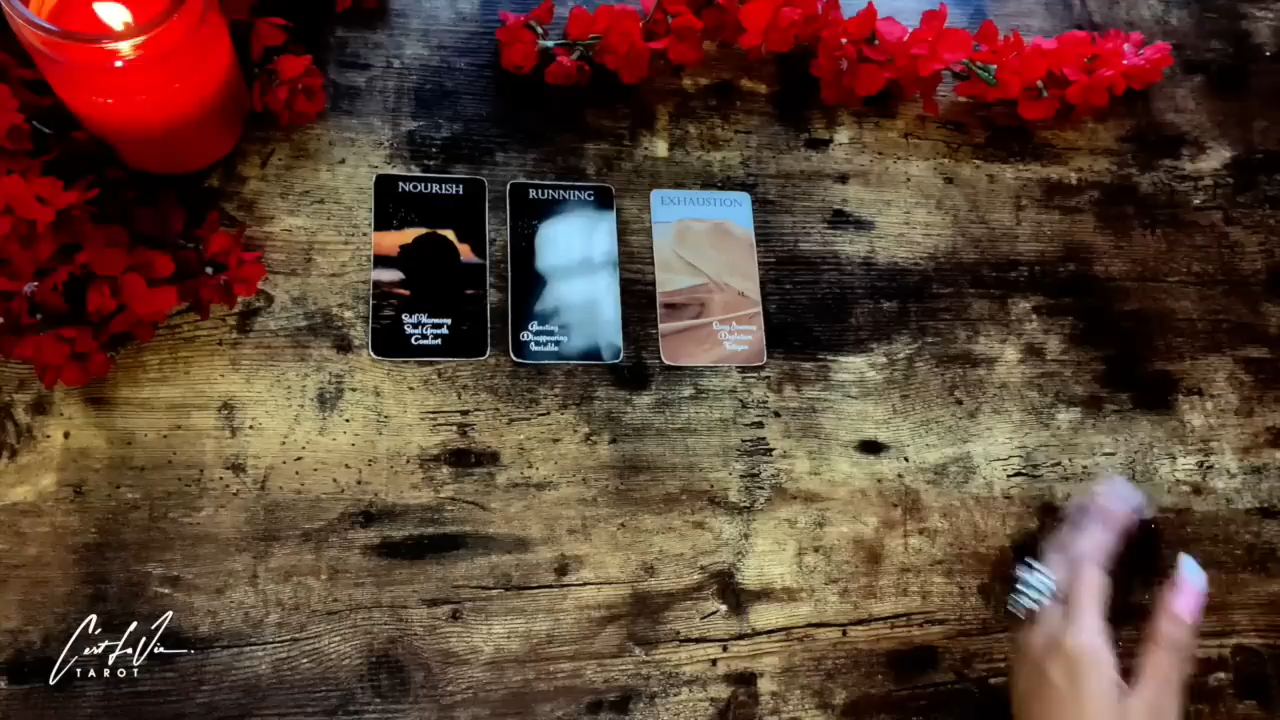 NOURISH
Self Harmony
Soul Growth
Comfort
RUNNING
Ghosting
Disappearing
Invisible
EXHAUSTION
Long Journey
Depletion
Fatigue
C'est La Vie.
TAROT